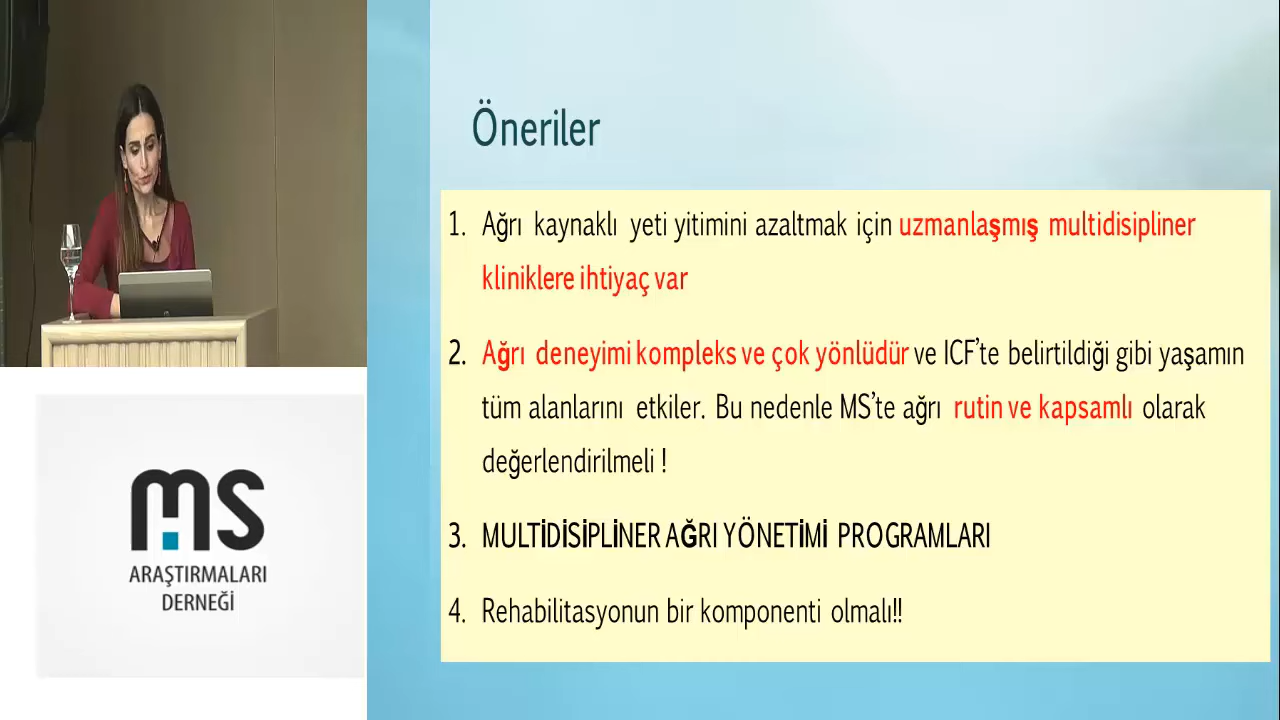 Öneriler
1. Ağrı kaynaklı yeti yitimini azaltmak için uzmanlaşmış multidisipliner
kliniklere ihtiyaç var
2. Ağrı deneyimi kompleks ve çok yönlüdür ve ICF'te belirtildiği gibi yaşamın
tüm alanlarını etkiler. Bu nedenle MS'te ağrı rutin ve kapsamlı olarak
değerlendirilmeli !
3. MULTİDİSİPLİNER AĞRI YÖNETİMİ PROGRAMLARI
4. Rehabilitasyonun bir komponenti olmalı!!
MS
ARAŞTIRMALARI
DERNEĞİ